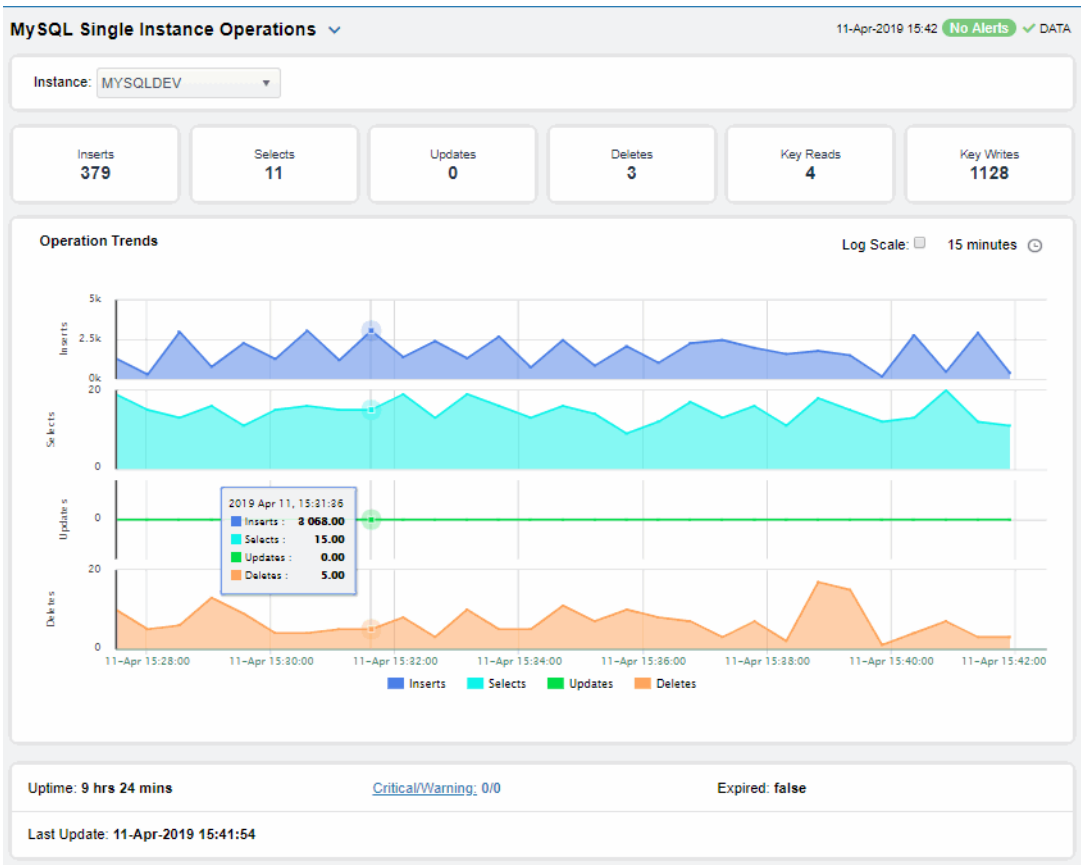 MySQL Single Instance Operations
11-Apr-2019 15:42 No Alerts DATA
Instance: MYSQLDEV
Inserts
379
Selects
11
Updates
0
Deletes
3
Key Reads
4
Key Writes
1128
Operation Trends
Log Scale: 15 minutes
5k
2.5k
0k
Inserts
20
0
Selects
0
Updates
20
0
Deletes
2019 Apr 11, 15:31:36
Inserts : 3 068.00
Selects : 15.00
Updates : 0.00
Deletes : 5.00
11-Apr 15:28:00 11-Apr 15:30:00 11-Apr 15:32:00 11-Apr 15:34:00 11-Apr 15:36:00 11-Apr 15:38:00 11-Apr 15:40:00 11-Apr 15:42:00
Inserts Selects Updates Deletes
Uptime: 9 hrs 24 mins Critical/Warning: 0/0 Expired: false
Last Update: 11-Apr-2019 15:41:54